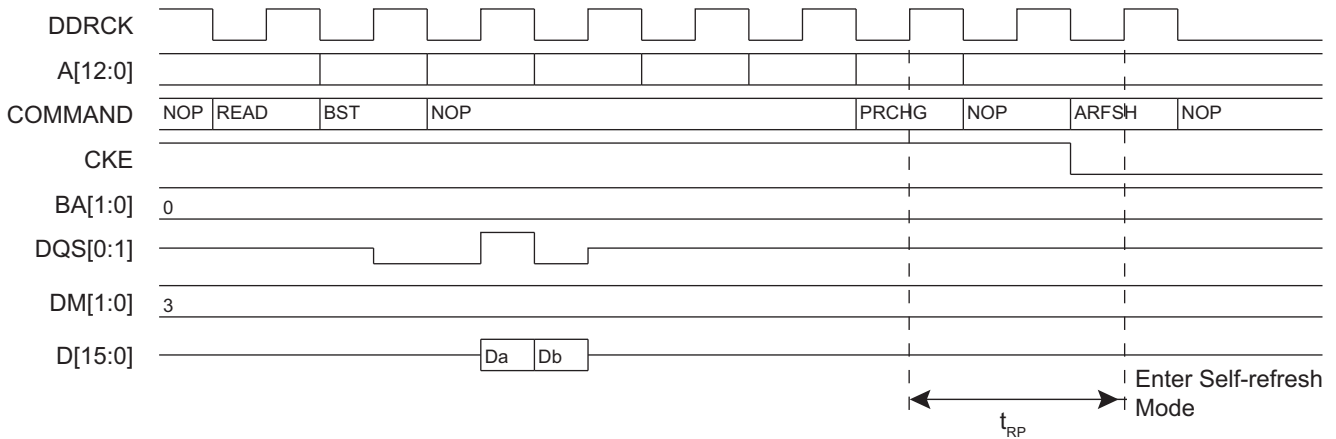 DDRCK
A[12:0]
COMMAND NOP READ BST NOP PRCHG NOP ARFSH NOP
CKE
BA[1:0] 0
DQS[0:1]
DM[1:0] 3
D[15:0] Da Db
Enter Self-refresh
Mode
tRP